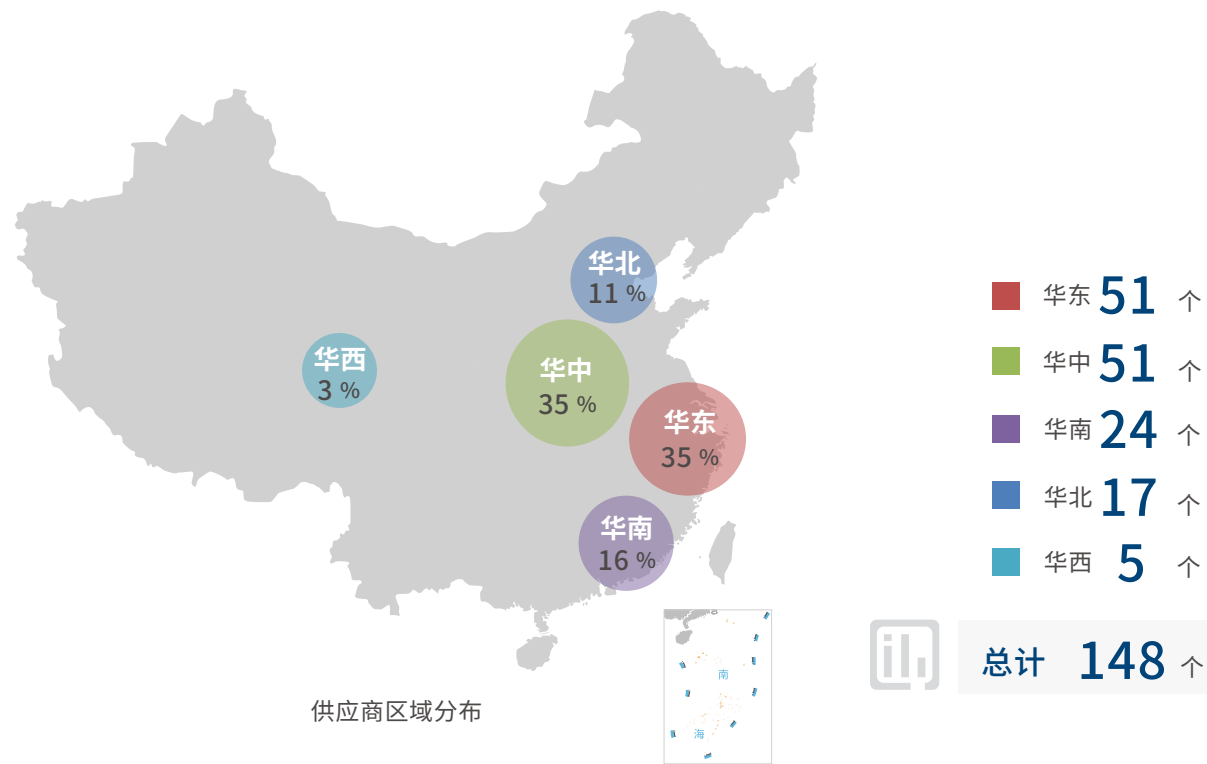 华北
11 %
华西
3 %
华中
35 %
华东
35 %
华南
16 %
南
海
供应商区域分布
华东 51 个
华中 51 个
华南 24 个
华北 17 个
华西 5 个
总计 148 个